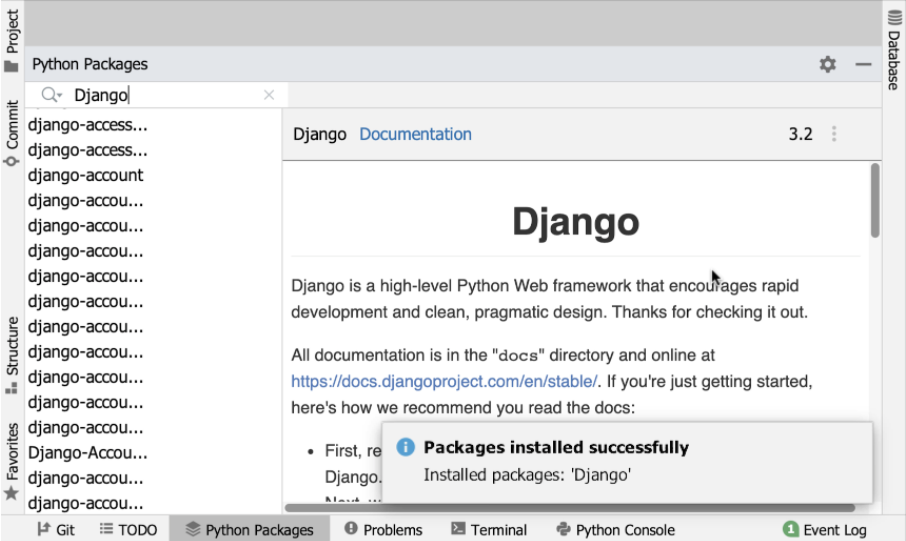 Project
Commit
Structure
Favorites
Database
Python Packages
Django
django-access...
django-access...
django-account
django-accou...
django-accou...
django-accou...
django-accou...
django-accou...
django-accou...
django-accou...
django-accou...
django-accou...
django-accou...
Django-Accou...
django-accou...
django-accou...
Django Documentation 3.2
Django
Django is a high-level Python Web framework that encourages rapid
development and clean, pragmatic design. Thanks for checking it out.
All documentation is in the "docs" directory and online at
https://docs.djangoproject.com/en/stable/. If you're just getting started,
here's how we recommend you read the docs:
• First, re
Django.
Packages installed successfully
Installed packages: 'Django'
Git TODO Python Packages Problems Terminal Python Console 1 Event Log